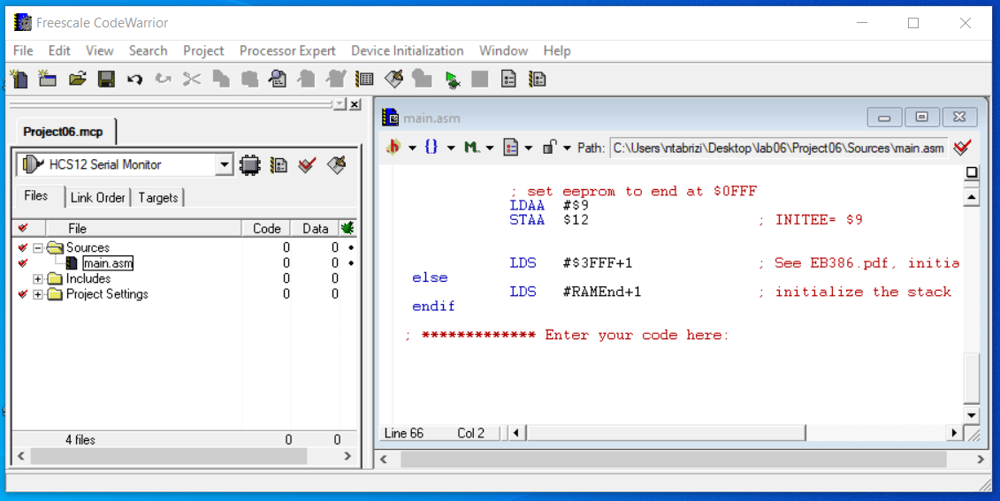 Freescale CodeWarrior
File Edit View Search Project Processor Expert Device Initialization Window Help
Project06.mcp
HCS12 Serial Monitor
Files Link Order Targets
File Code Data
Sources 0 0
main.asm 0 0
Includes 0 0
Project Settings 0 0
4 files 0 0
main.asm
h {} M. Path: C:\Users\ntabrizi\Desktop\lab06\Project06\Sources\main.asm
; set eeprom to end at $0FFF
LDAA #$9
STAA $12 ; INITEE= $9
LDS #$3FFF+1 ; See EB386.pdf, initia
else
LDS #RAMEnd+1 ; initialize the stack
endif
; ************* Enter your code here:
Line 66 Col 2